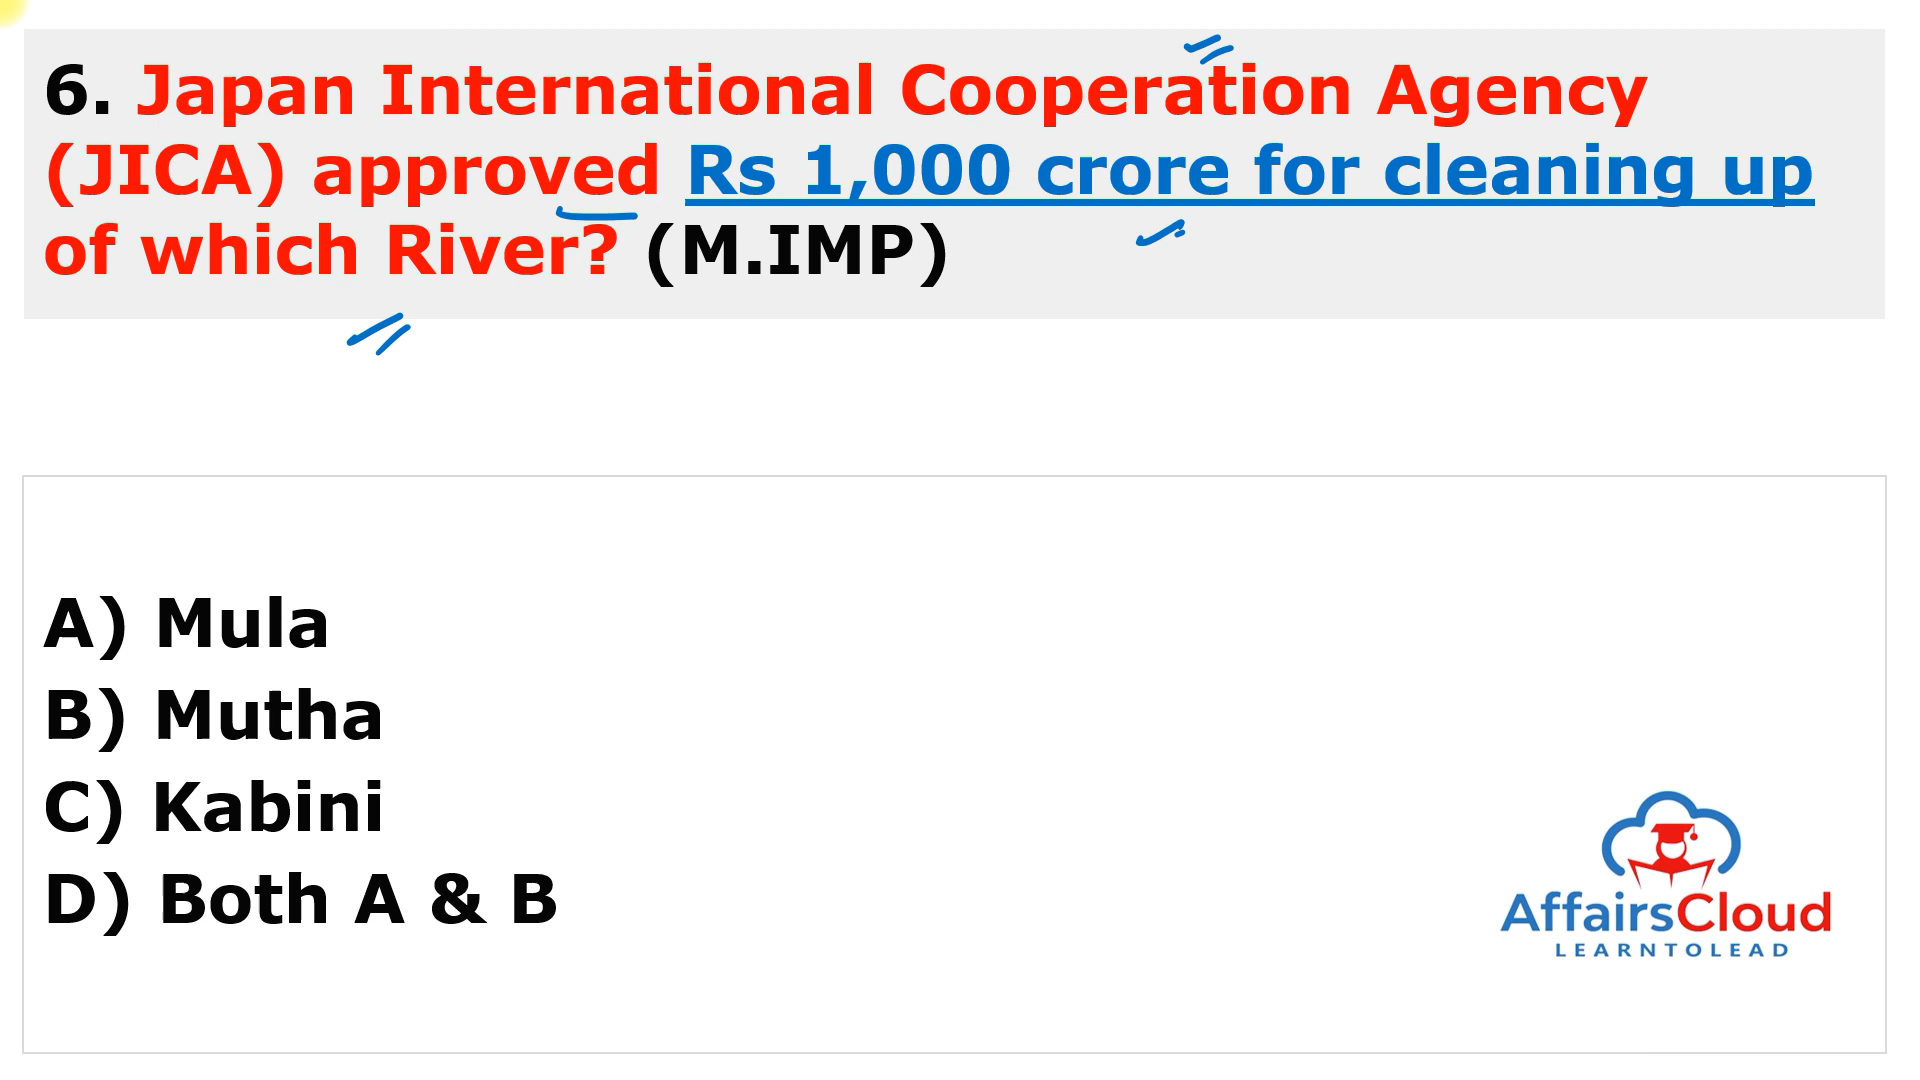 6. Japan International Cooperation Agency
(JICA) approved Rs 1,000 crore for cleaning up
of which River? (M.IMP)
A) Mula
B) Mutha
C) Kabini
D) Both A & B
AffairsCloud
LEARNTOLEAD